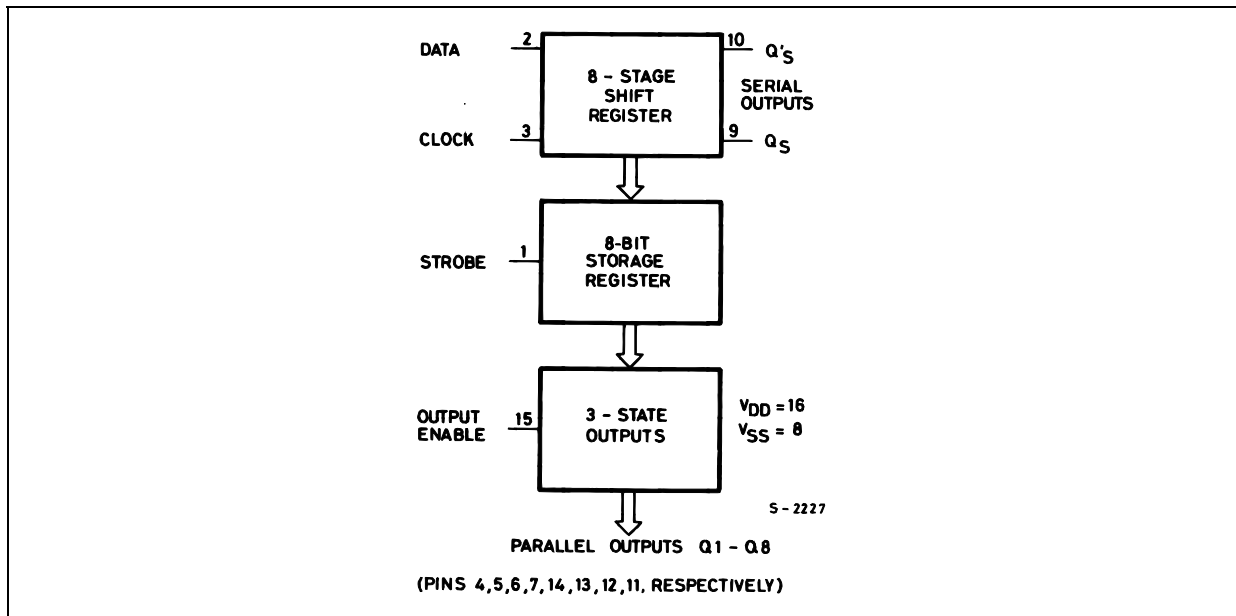 DATA 2
8 - STAGE
SHIFT
REGISTER
10 Q'S
SERIAL
OUTPUTS
CLOCK 3
9 QS
8-BIT
STORAGE
REGISTER
STROBE 1
3 - STATE
OUTPUTS
OUTPUT
ENABLE 15
VDD = 16
VSS = 8
S - 2227
PARALLEL OUTPUTS Q1 - Q8
(PINS 4,5,6,7,14,13,12,11, RESPECTIVELY)